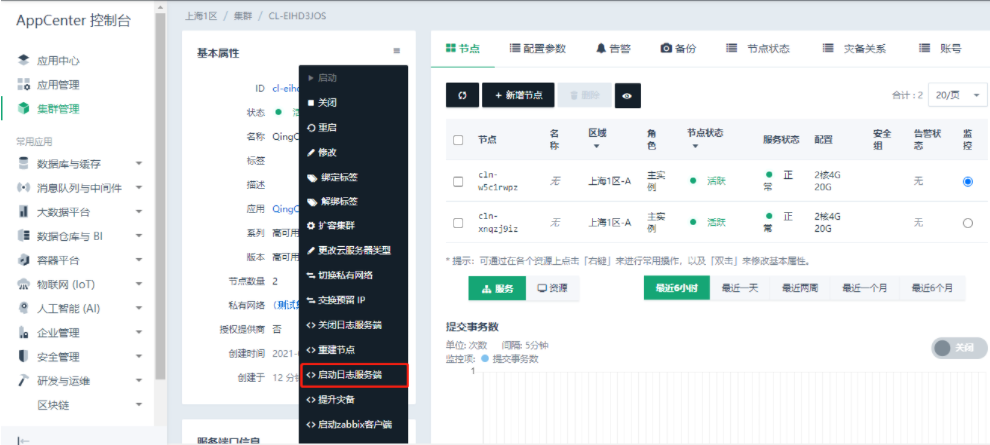 AppCenter 控制台
应用中心
应用管理
集群管理
常用应用
数据库与缓存
消息队列与中间件
大数据平台
数据仓库与 BI
容器平台
物联网 (IoT)
人工智能 (AI)
企业管理
安全管理
研发与运维
区块链
上海1区 / 集群 / CL-EIHD3JOS
基本属性
ID cl-eihd
状态 活
名称 QingC
标签
描述
应用 QingC
系列 高可用
版本 高可用
节点数量 2
私有网络 (测试
授权提供商 否
创建时间 2021-
创建于 12 分
服务端口信息
启动
关闭
重启
修改
绑定标签
解绑标签
扩容集群
更改云服务器类型
切换私有网络
交换预留 IP
关闭日志服务端
重建节点
启动日志服务端
提升灾备
启动zabbix客户端
节点 配置参数 告警 备份 节点状态 灾备关系 账号
+ 新增节点 删除 合计：2 20/页
节点 名称 区域 角色 节点状态 服务状态 配置 安全组 告警状态 监控
cln-w5c1rwpz 无 上海1区-A 主实例 活跃 正常 2核4G 20G 无
cln-xnqzj9iz 无 上海1区-A 主实例 活跃 正常 2核4G 20G 无
* 提示：可通过在各个资源上点击「右键」来进行常用操作，以及「双击」来修改基本属性。
服务 资源 最近6小时 最近一天 最近两周 最近一个月 最近6个月
提交事务数
单位: 次数 间隔: 5分钟
监控项: 提交事务数
关闭
1